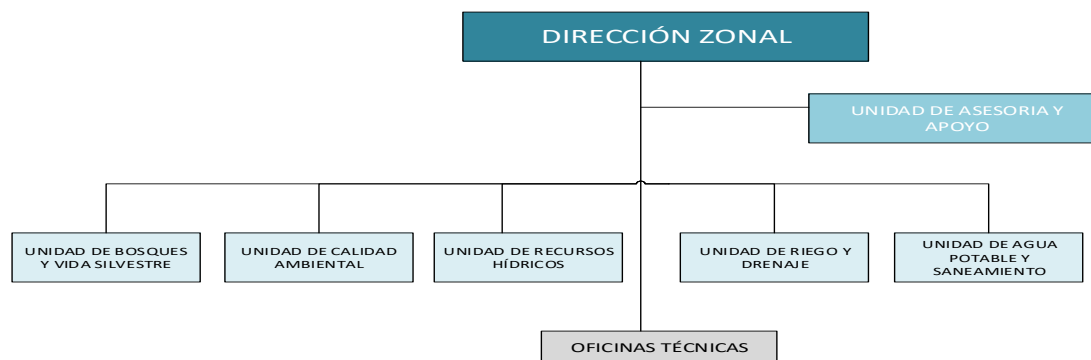 DIRECCIÓN ZONAL
UNIDAD DE ASESORIA Y
APOYO
UNIDAD DE BOSQUES
Y VIDA SILVESTRE
UNIDAD DE CALIDAD
AMBIENTAL
UNIDAD DE RECURSOS
HÍDRICOS
UNIDAD DE RIEGO Y
DRENAJE
UNIDAD DE AGUA
POTABLE Y
SANEAMIENTO
OFICINAS TÉCNICAS